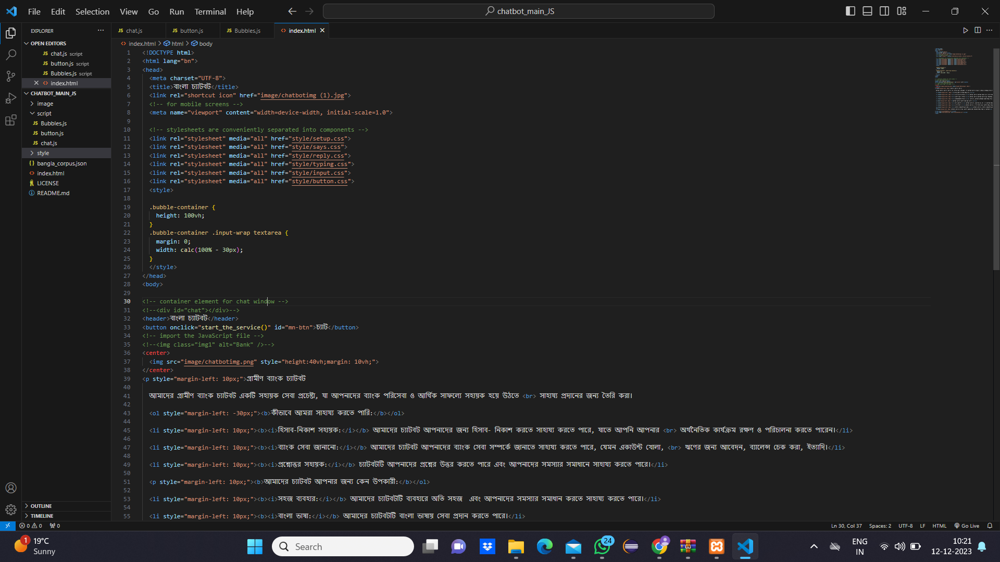 File Edit Selection View Go Run Terminal Help
chatbot_main_JS
EXPLORER
OPEN EDITORS
JS chat.js script
JS button.js script
JS Bubbles.js script
<> index.html
CHATBOT_MAIN_JS
image
script
JS Bubbles.js
JS button.js
JS chat.js
style
{} bangla_corpus.json
<> index.html
LICENSE
README.md
OUTLINE
TIMELINE
JS chat.js JS button.js JS Bubbles.js <> index.html
<> index.html > html > body
1 <!DOCTYPE html>
2 <html lang="bn">
3 <head>
4 <meta charset="UTF-8">
5 <title>বাংলা চ্যাটবট</title>
6 <link rel="shortcut icon" href="image/chatbotimg (1).jpg">
7 <!-- for mobile screens -->
8 <meta name="viewport" content="width=device-width, initial-scale=1.0">
9
10 <!-- stylesheets are conveniently separated into components -->
11 <link rel="stylesheet" media="all" href="style/setup.css">
12 <link rel="stylesheet" media="all" href="style/says.css">
13 <link rel="stylesheet" media="all" href="style/reply.css">
14 <link rel="stylesheet" media="all" href="style/typing.css">
15 <link rel="stylesheet" media="all" href="style/input.css">
16 <link rel="stylesheet" media="all" href="style/button.css">
17 <style>
18
19 .bubble-container {
20 height: 100vh;
21 }
22 .bubble-container .input-wrap textarea {
23 margin: 0;
24 width: calc(100% - 30px);
25 }
26 </style>
27 </head>
28 <body>
29
30 <!-- container element for chat window -->
31 <!--<div id="chat"></div>-->
32 <header>বাংলা চ্যাটবট</header>
33 <button onclick="start_the_service()" id="mn-btn">চ্যাট</button>
34 <!-- import the JavaScript file -->
35 <!--<img class="img1" alt="Bank" />-->
36 <center>
37 <img src="image/chatbotimg.png" style="height:40vh;margin: 10vh;">
38 </center>
39 <p style="margin-left: 10px;">গ্রামীণ ব্যাংক চ্যাটবট
40
41 আমাদের গ্রামীণ ব্যাংক চ্যাটবট একটি সহায়ক সেবা প্রচেষ্টা, যা আপনাদের ব্যাংক পরিসেবা ও আর্থিক সাফল্যে সহায়ক হয়ে উঠতে <br> সাহায্য প্রদানের জন্য তৈরি করা।
42
43 <ol style="margin-left: -30px;"><b>কীভাবে আমরা সাহায্য করতে পারি:</b></ol>
44
45 <li style="margin-left: 10px;"><b><i>হিসাব-নিকাশ সহায়ক:</i></b> আমাদের চ্যাটবট আপনাদের জন্য হিসাব- নিকাশ করতে সাহায্য করতে পারে, যাতে আপনি আপনার <br> অর্থনৈতিক কার্যক্রম রক্ষণ ও পরিচালনা করতে পারেন।</li>
46
47 <li style="margin-left: 10px;"><b><i>ব্যাংক সেবা জানানো:</i></b> আমাদের চ্যাটবট আপনাদের ব্যাংক সেবা সম্পর্কে জানাতে সাহায্য করতে পারে, যেমন একাউন্ট খোলা, <br> ঋণের জন্য আবেদন, ব্যালেন্স চেক করা, ইত্যাদি।</li>
48
49 <li style="margin-left: 10px;"><b><i>প্রশ্নোত্তর সহায়ক:</i></b> চ্যাটবটটি আপনাদের প্রশ্নের উত্তর করতে পারে এবং আপনাদের সমস্যার সমাধানে সাহায্য করতে পারে।</li>
50
51 <p style="margin-left: 10px;"><b>আমাদের চ্যাটবট আপনার জন্য কেন উপকারী:</b></ol>
52
53 <li style="margin-left: 10px;"><b><i>সহজ ব্যবহার:</i></b> আমাদের চ্যাটবটটি ব্যবহারে অতি সহজ এবং আপনাদের সমস্যার সমাধান করতে সাহায্য করতে পারে।</li>
54
55 <li style="margin-left: 10px;"><b><i>বাংলা ভাষা:</i></b> আমাদের চ্যাটবটটি বাংলা ভাষায় সেবা প্রদান করতে পারে।</li>
0 0 0
Ln 30, Col 37 Spaces: 2 UTF-8 LF HTML Go Live
1 19°C
Sunny
Search
24
ENG
IN
10:21
12-12-2023